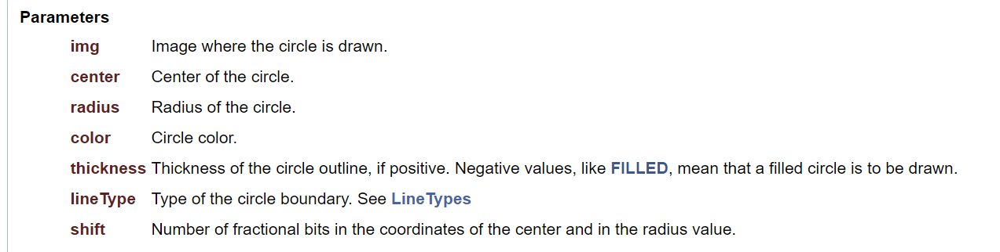 Parameters
img Image where the circle is drawn.
center Center of the circle.
radius Radius of the circle.
color Circle color.
thickness Thickness of the circle outline, if positive. Negative values, like FILLED, mean that a filled circle is to be drawn.
lineType Type of the circle boundary. See LineTypes
shift Number of fractional bits in the coordinates of the center and in the radius value.